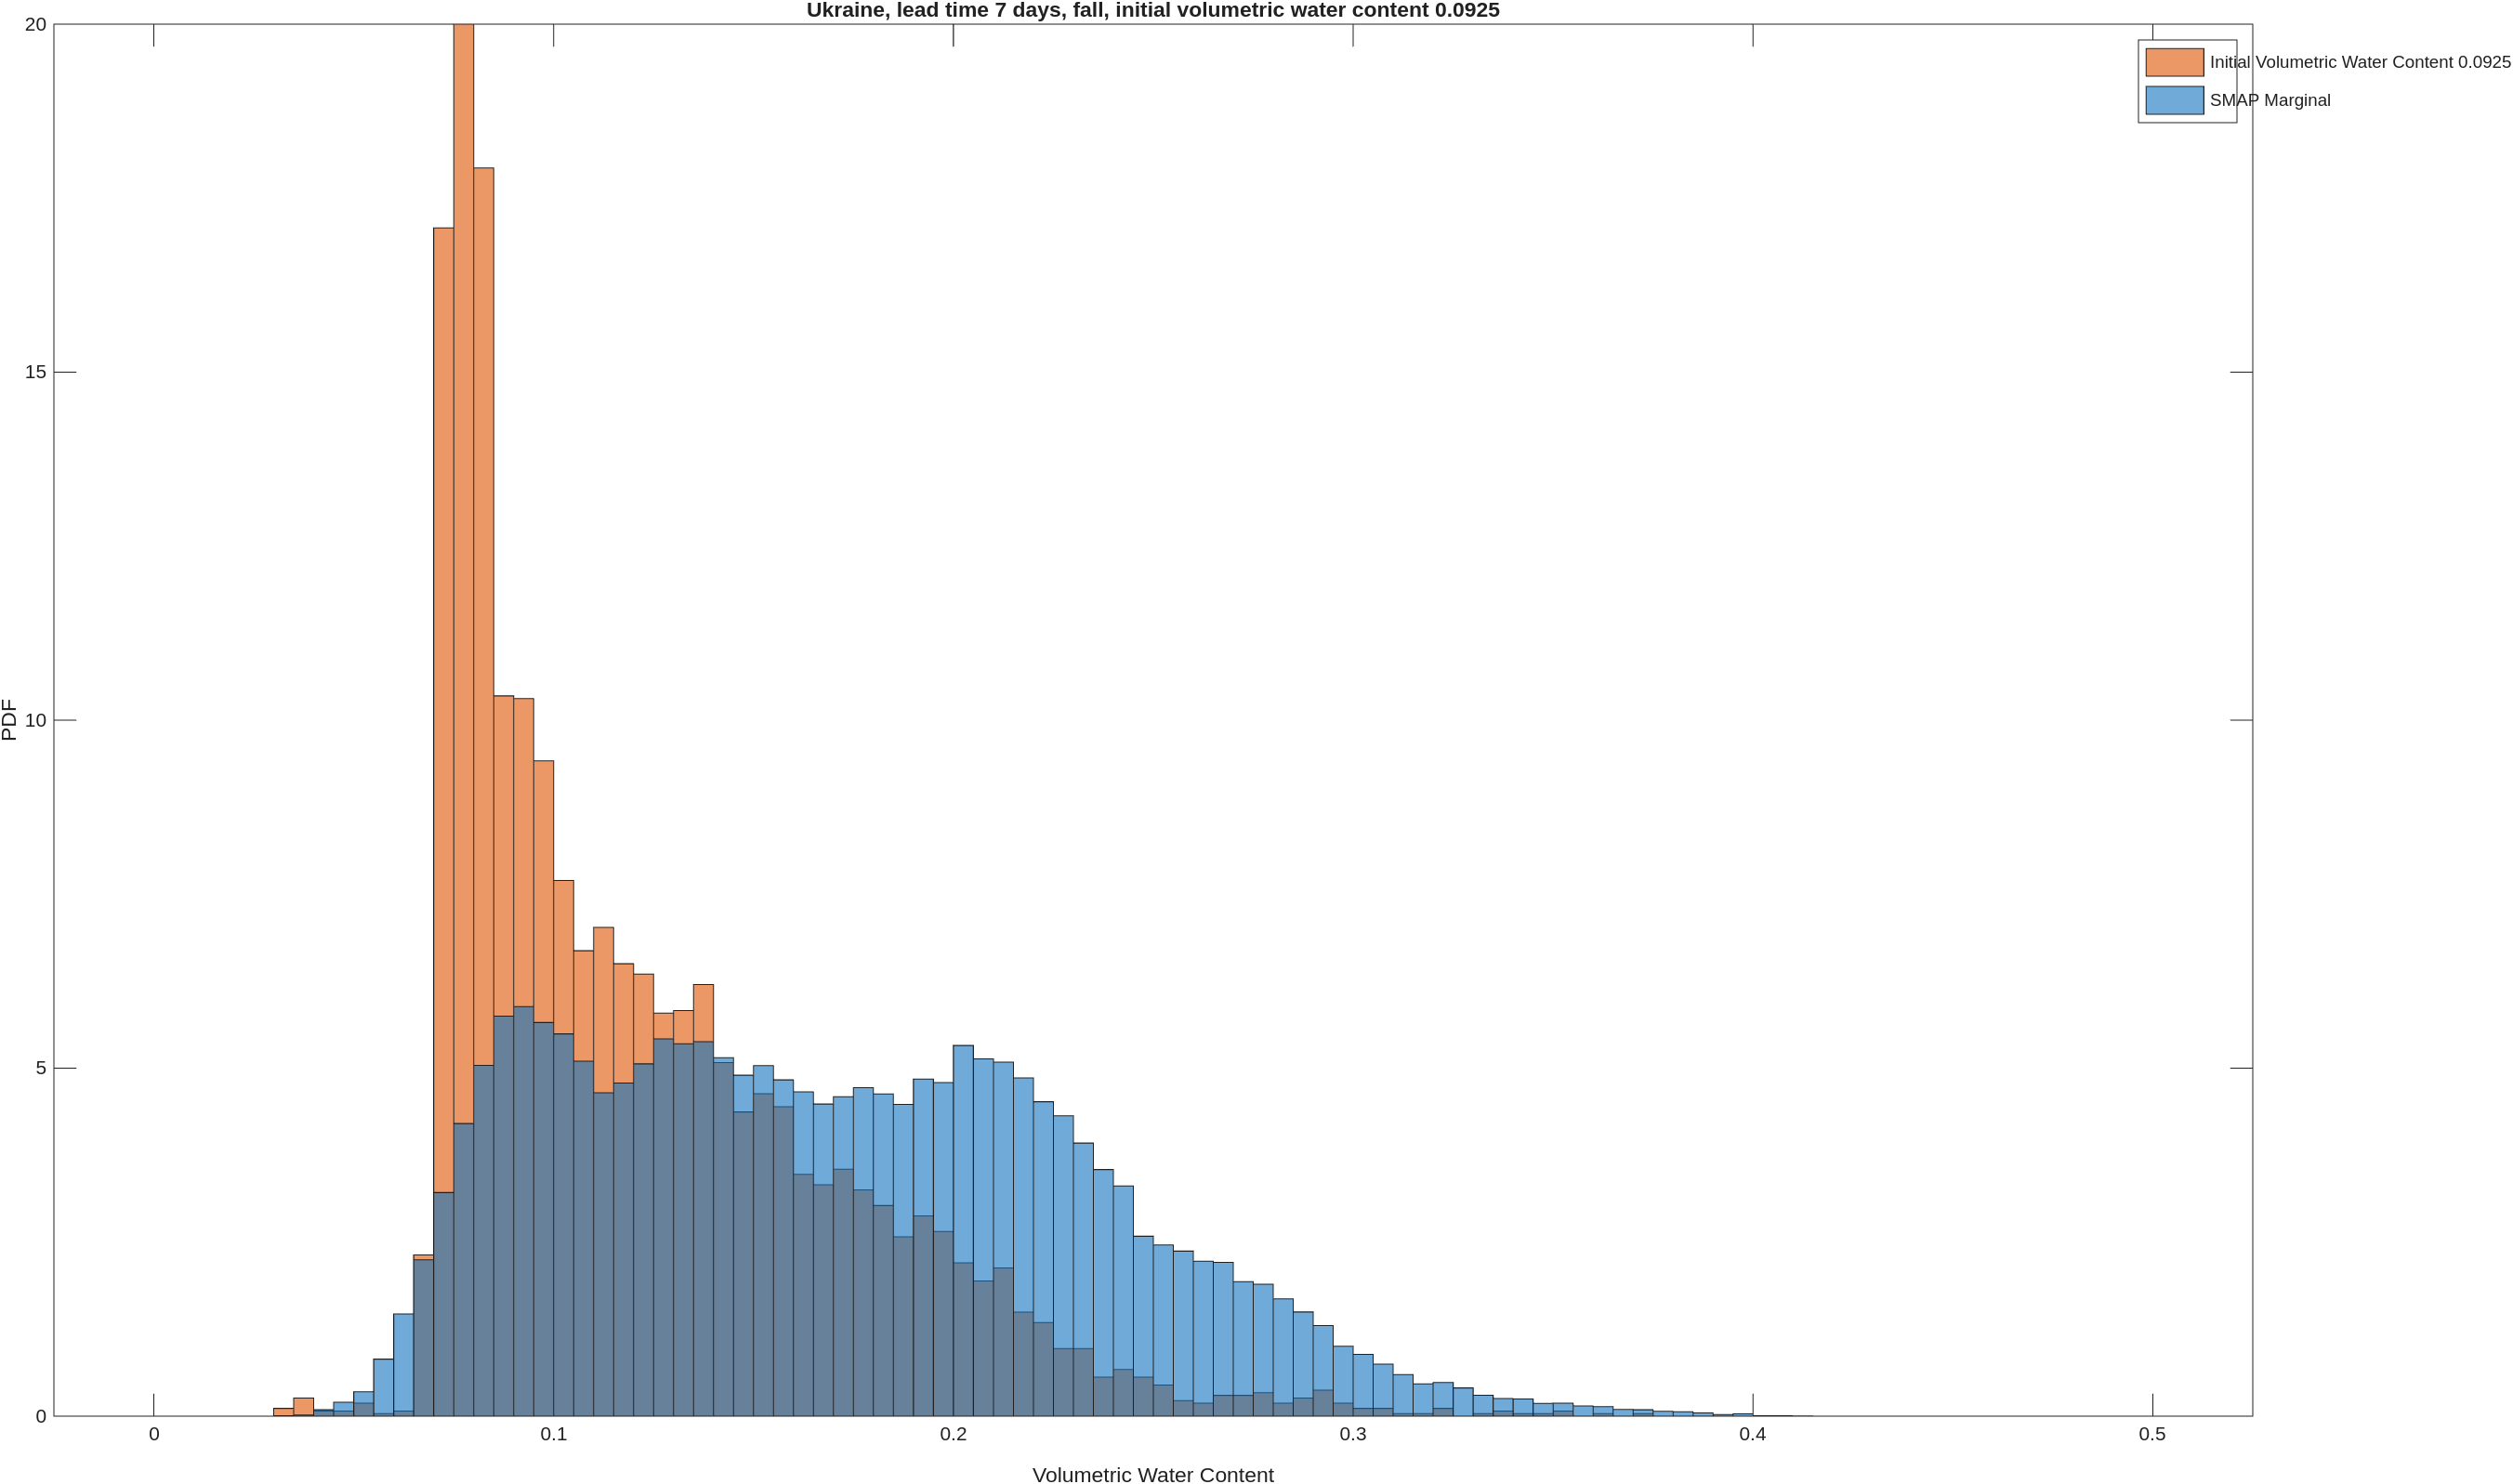 Ukraine, lead time 7 days, fall, initial volumetric water content 0.0925
Initial Volumetric Water Content 0.0925
SMAP Marginal
20
15
10
5
0
PDF
0 0.1 0.2 0.3 0.4 0.5
Volumetric Water Content